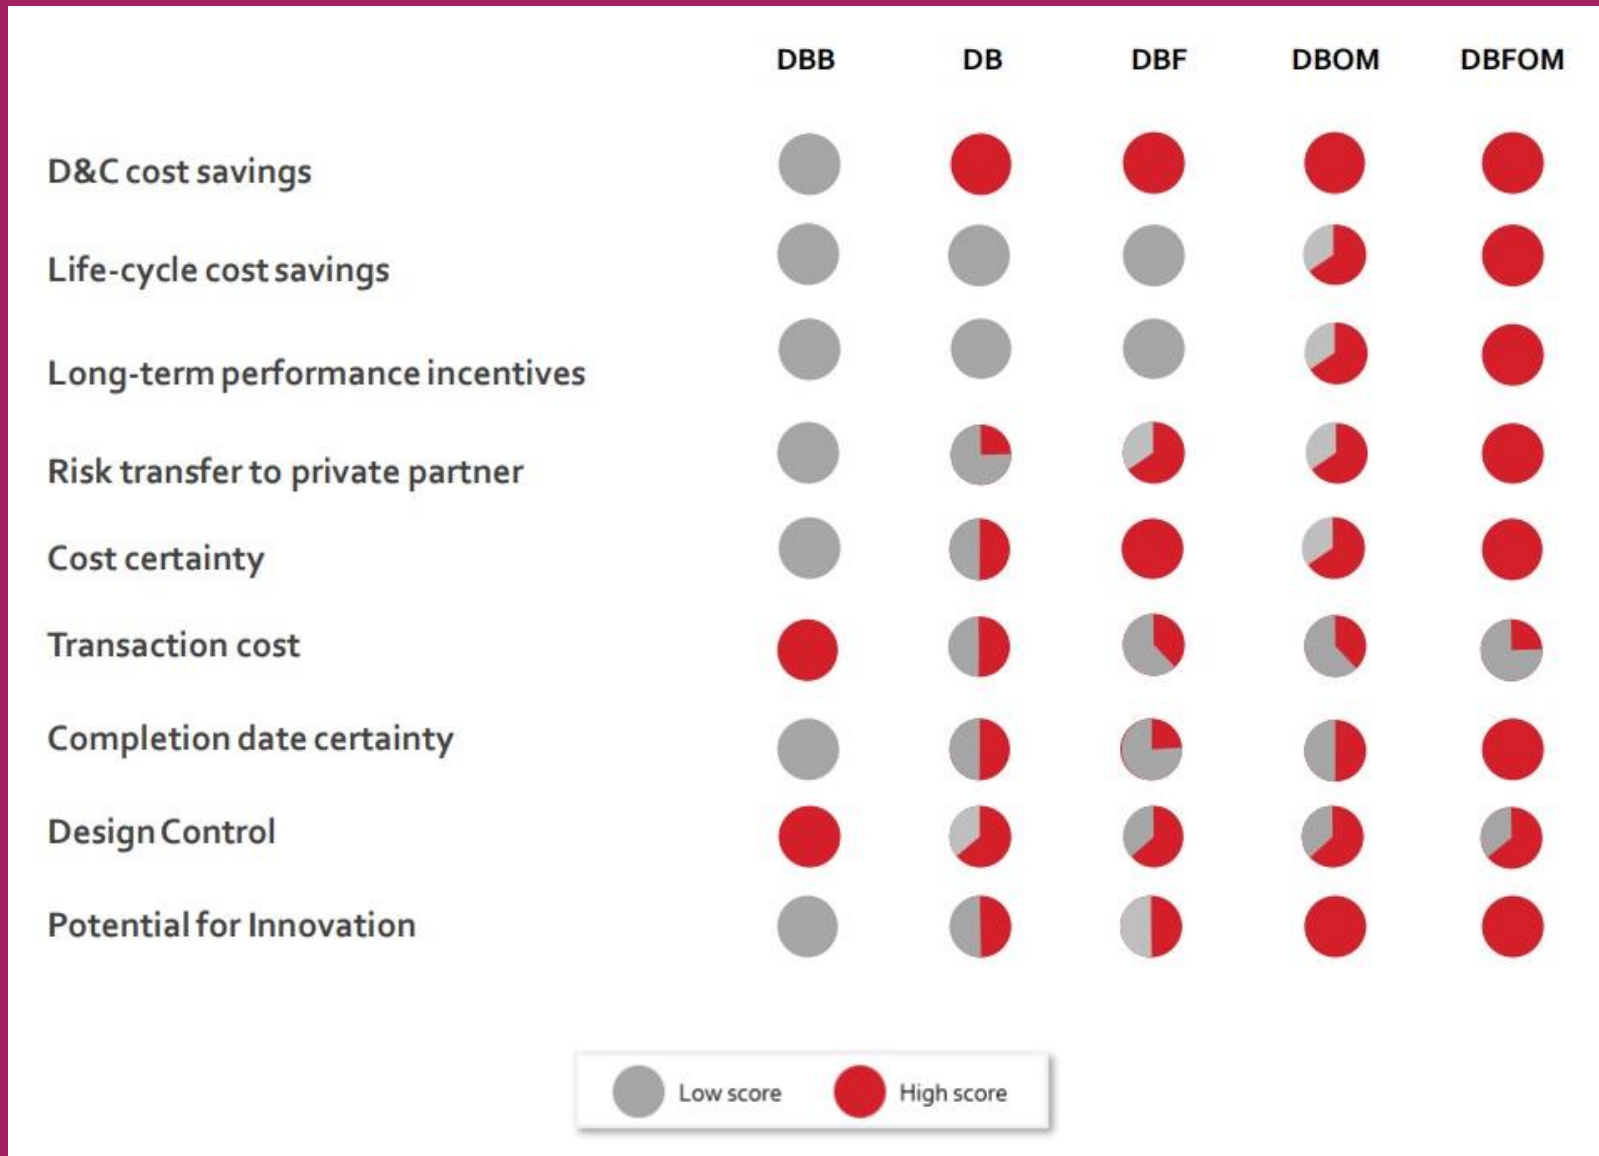 DBB DB DBF DBOM DBFOM
D&C cost savings
Life-cycle cost savings
Long-term performance incentives
Risk transfer to private partner
Cost certainty
Transaction cost
Completion date certainty
Design Control
Potential for Innovation
Low score High score